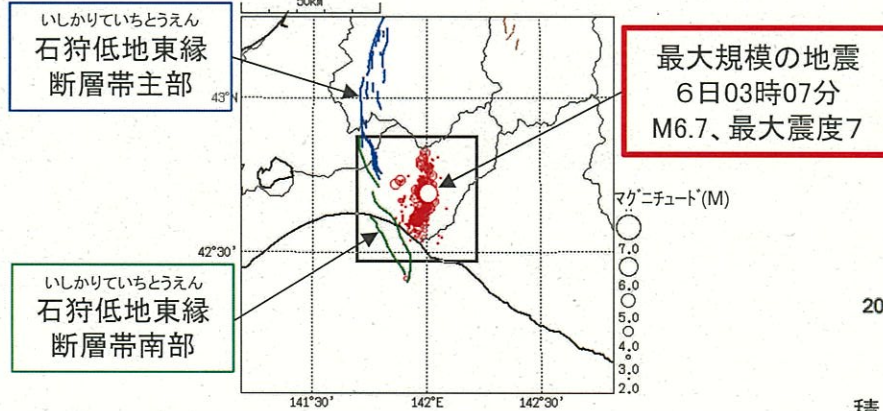 50km
いしかりていちとうえん
石狩低地東縁
断層帯主部
最大規模の地震
6日03時07分
M6.7、最大震度7
43°N
マグニチュード(M)
7.0
6.0
5.0
4.0
3.0
2.0
42°30'
いしかりていちとうえん
石狩低地東縁
断層帯南部
20
141°30'
142°E
142°30'
積